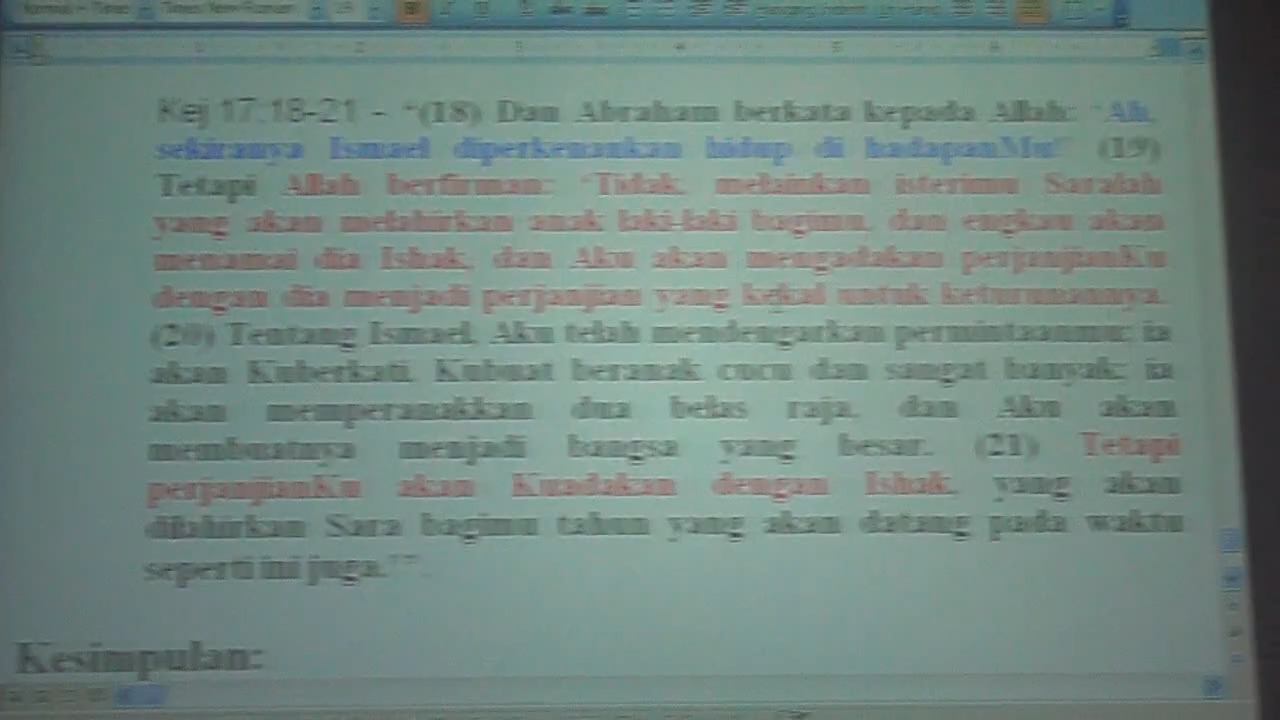 Normal + Times Times New Roman
Kej 17:18-21 - “(18) Dan Abraham berkata kepada Allah: ‘Ah,
sekiranya Ismael diperkenankan hidup di hadapanMu!’ (19)
Tetapi Allah berfirman: ‘Tidak, melainkan isterimu Saralah
yang akan melahirkan anak laki-laki bagimu, dan engkau akan
menamai dia Ishak, dan Aku akan mengadakan perjanjianKu
dengan dia menjadi perjanjian yang kekal untuk keturunannya.
(20) Tentang Ismael, Aku telah mendengarkan permintaanmu; ia
akan Kuberkati, Kubuat beranak cucu dan sangat banyak; ia
akan memperanakkan dua belas raja, dan Aku akan
membuatnya menjadi bangsa yang besar. (21) Tetapi
perjanjianKu akan Kuadakan dengan Ishak, yang akan
dilahirkan Sara bagimu tahun yang akan datang pada waktu
seperti ini juga.’”.
Kesimpulan: